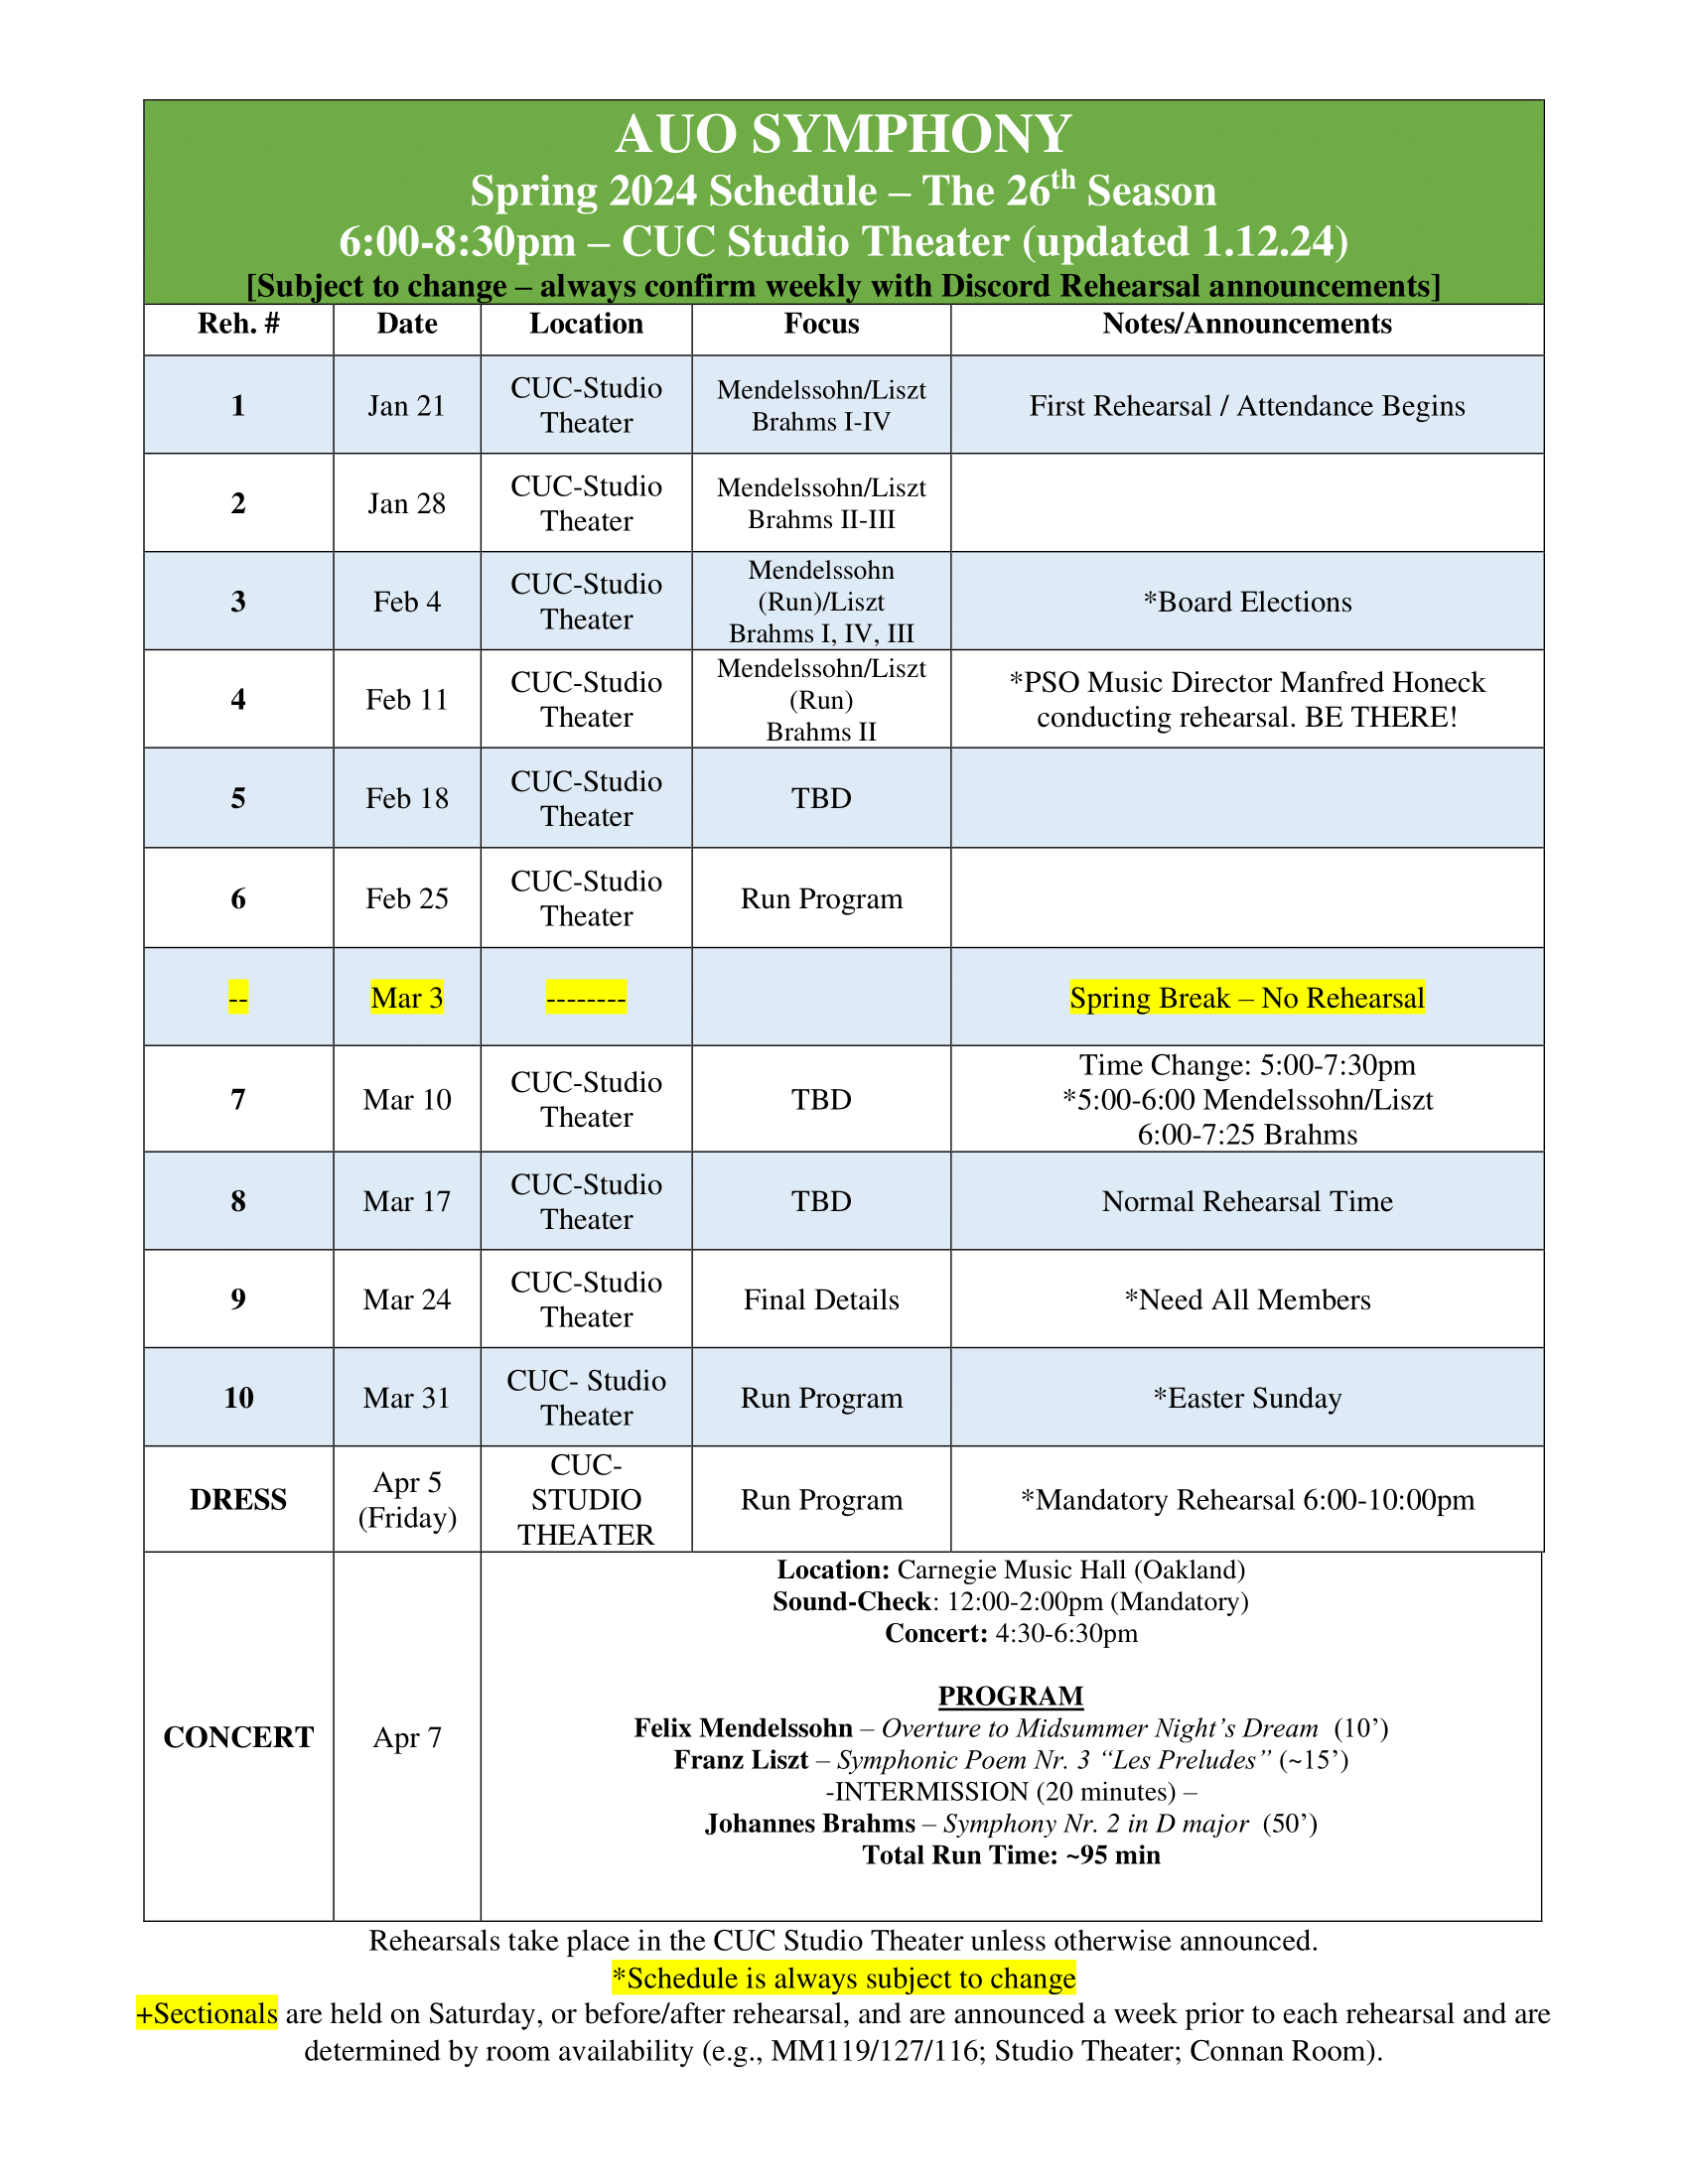 AUO SYMPHONY
Spring 2024 Schedule – The 26th Season
6:00-8:30pm – CUC Studio Theater (updated 1.12.24)
[Subject to change – always confirm weekly with Discord Rehearsal announcements]
Reh. # Date Location Focus Notes/Announcements
1 Jan 21 CUC-Studio Theater Mendelssohn/Liszt Brahms I-IV First Rehearsal / Attendance Begins
2 Jan 28 CUC-Studio Theater Mendelssohn/Liszt Brahms II-III
3 Feb 4 CUC-Studio Theater Mendelssohn (Run)/Liszt Brahms I, IV, III *Board Elections
4 Feb 11 CUC-Studio Theater Mendelssohn/Liszt (Run) Brahms II *PSO Music Director Manfred Honeck conducting rehearsal. BE THERE!
5 Feb 18 CUC-Studio Theater TBD
6 Feb 25 CUC-Studio Theater Run Program
-- Mar 3 -------- Spring Break – No Rehearsal
7 Mar 10 CUC-Studio Theater TBD Time Change: 5:00-7:30pm *5:00-6:00 Mendelssohn/Liszt 6:00-7:25 Brahms
8 Mar 17 CUC-Studio Theater TBD Normal Rehearsal Time
9 Mar 24 CUC-Studio Theater Final Details *Need All Members
10 Mar 31 CUC- Studio Theater Run Program *Easter Sunday
DRESS Apr 5 (Friday) CUC-STUDIO THEATER Run Program *Mandatory Rehearsal 6:00-10:00pm
CONCERT Apr 7
Location: Carnegie Music Hall (Oakland)
Sound-Check: 12:00-2:00pm (Mandatory)
Concert: 4:30-6:30pm
PROGRAM
Felix Mendelssohn – Overture to Midsummer Night’s Dream (10’)
Franz Liszt – Symphonic Poem Nr. 3 “Les Preludes” (~15’)
-INTERMISSION (20 minutes) –
Johannes Brahms – Symphony Nr. 2 in D major (50’)
Total Run Time: ~95 min
Rehearsals take place in the CUC Studio Theater unless otherwise announced.
*Schedule is always subject to change
+Sectionals are held on Saturday, or before/after rehearsal, and are announced a week prior to each rehearsal and are
determined by room availability (e.g., MM119/127/116; Studio Theater; Connan Room).